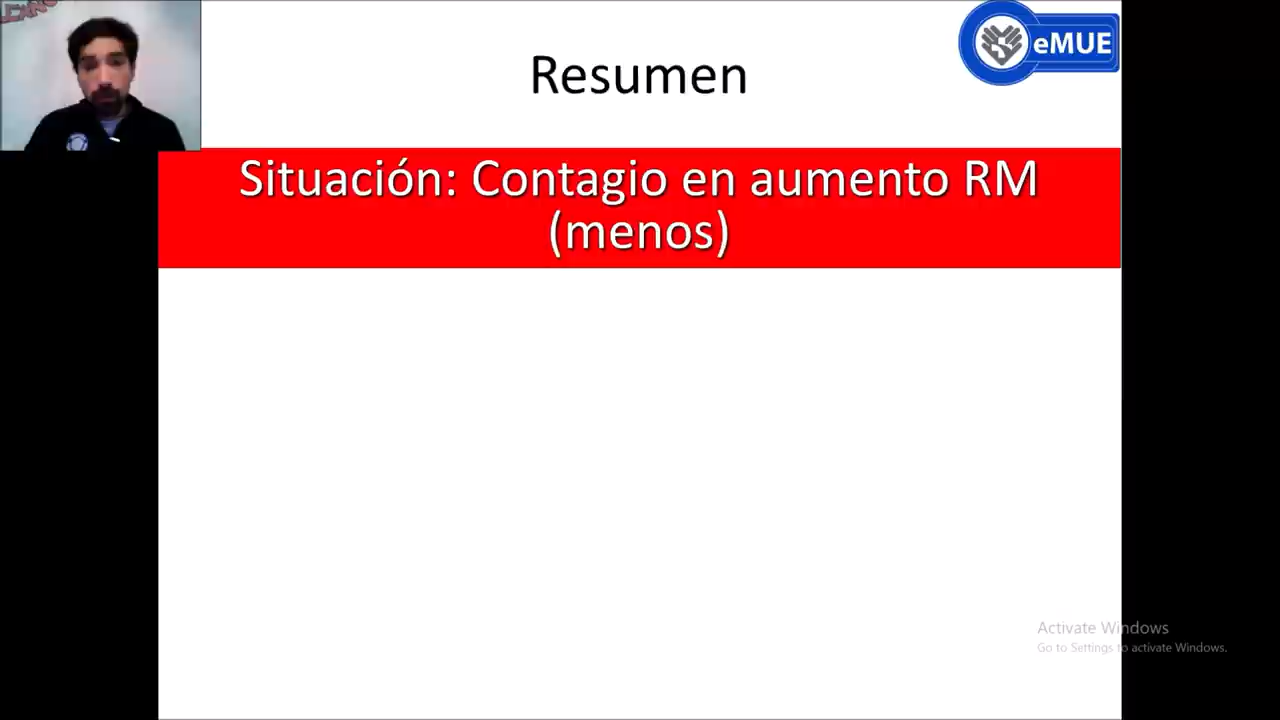 Resumen
eMUE
Situación: Contagio en aumento RM
(menos)
Activate Windows
Go to Settings to activate Windows.